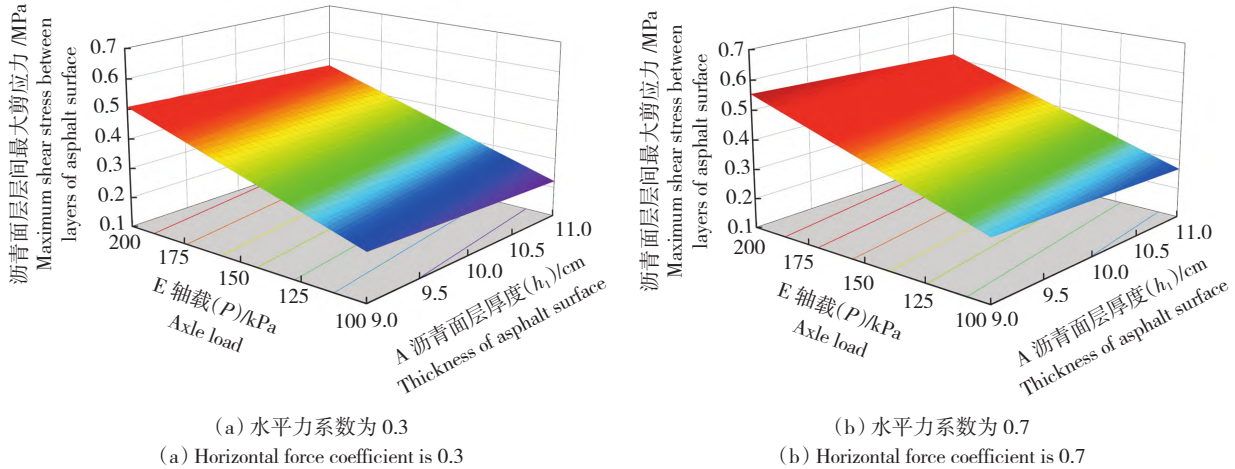 沥青面层层间最大剪应力 /MPa
Maximum shear stress between
layers of asphalt surface
0.7
0.6
0.5
0.4
0.3
0.2
0.1
200
175
150
125
100
9.0
9.5
10.0
10.5
11.0
E 轴载(P)/kPa
Axle load
A 沥青面层厚度(h₁)/cm
Thickness of asphalt surface
(a) 水平力系数为 0.3
(a) Horizontal force coefficient is 0.3
沥青面层层间最大剪应力 /MPa
Maximum shear stress between
layers of asphalt surface
0.7
0.6
0.5
0.4
0.3
0.2
0.1
200
175
150
125
100
9.0
9.5
10.0
10.5
11.0
E 轴载(P)/kPa
Axle load
A 沥青面层厚度(h₁)/cm
Thickness of asphalt surface
(b) 水平力系数为 0.7
(b) Horizontal force coefficient is 0.7